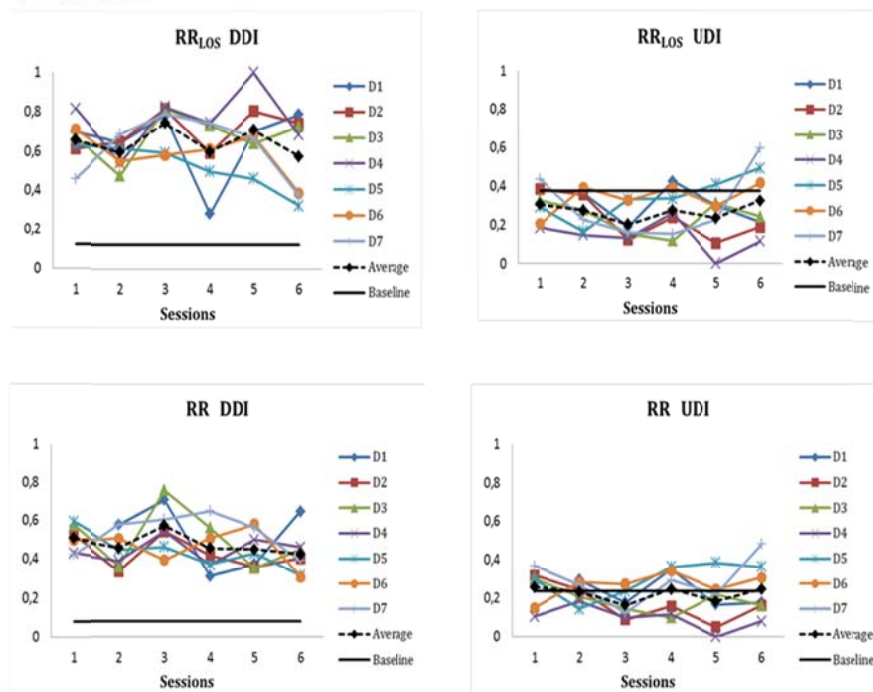 RR_LOS DDI
1
0,8
0,6
0,4
0,2
0
1 2 3 4 5 6
Sessions
D1
D2
D3
D4
D5
D6
D7
Average
Baseline
RR_LOS UDI
1
0,8
0,6
0,4
0,2
0
1 2 3 4 5 6
Sessions
D1
D2
D3
D4
D5
D6
D7
Average
Baseline
RR DDI
1
0,8
0,6
0,4
0,2
0
1 2 3 4 5 6
Sessions
D1
D2
D3
D4
D5
D6
D7
Average
Baseline
RR UDI
1
0,8
0,6
0,4
0,2
0
1 2 3 4 5 6
Sessions
D1
D2
D3
D4
D5
D6
D7
Average
Baseline